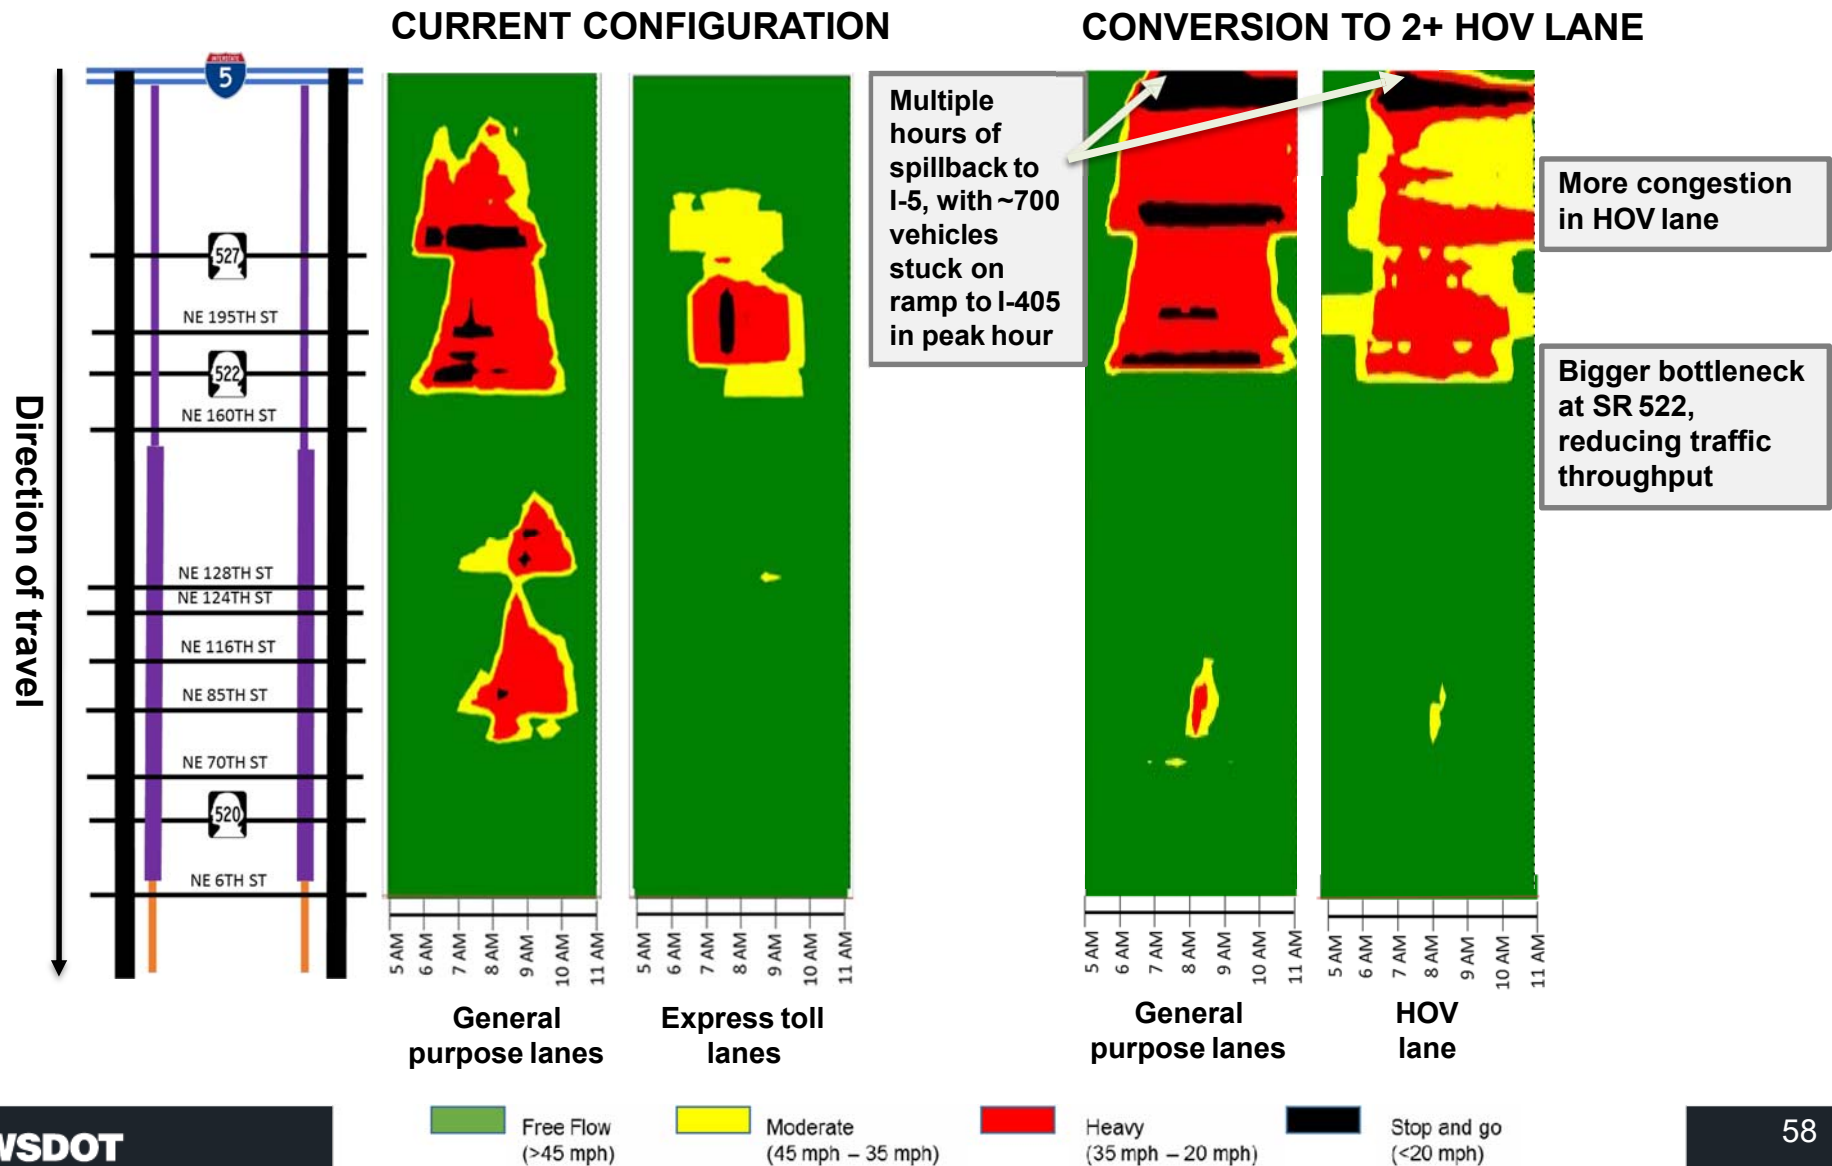 CURRENT CONFIGURATION
CONVERSION TO 2+ HOV LANE
INTERSTATE
5
527
NE 195TH ST
522
NE 160TH ST
NE 128TH ST
NE 124TH ST
NE 116TH ST
NE 85TH ST
NE 70TH ST
520
NE 6TH ST
Direction of travel
Multiple
hours of
spillback to
I-5, with ~700
vehicles
stuck on
ramp to I-405
in peak hour
More congestion
in HOV lane
Bigger bottleneck
at SR 522,
reducing traffic
throughput
5 AM
6 AM
7 AM
8 AM
9 AM
10 AM
11 AM
5 AM
6 AM
7 AM
8 AM
9 AM
10 AM
11 AM
5 AM
6 AM
7 AM
8 AM
9 AM
10 AM
11 AM
5 AM
6 AM
7 AM
8 AM
9 AM
10 AM
11 AM
General
purpose lanes
Express toll
lanes
General
purpose lanes
HOV
lane
Free Flow
(>45 mph)
Moderate
(45 mph – 35 mph)
Heavy
(35 mph – 20 mph)
Stop and go
(<20 mph)
WSDOT
58